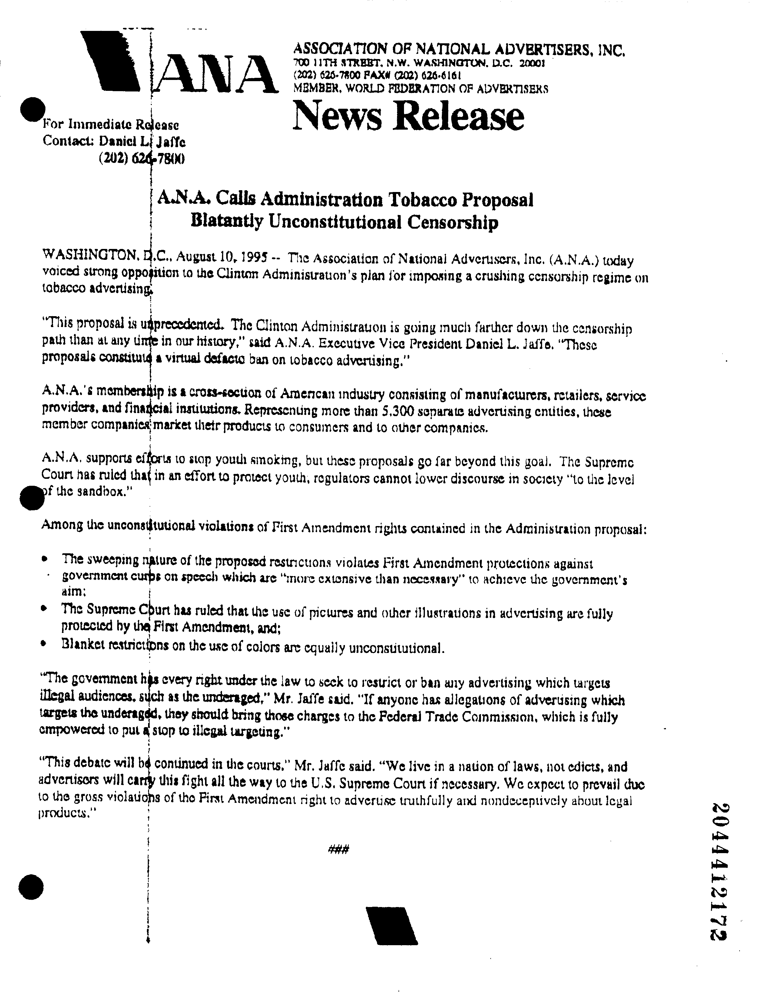 ANA
ASSOCIATION OF NATIONAL ADVERTISERS, INC.
700 11TH STREET, N.W. WASHINGTON, D.C. 20001
(202) 626-7800 FAX# (202) 626-6161
MEMBER, WORLD FEDERATION OF ADVERTISERS
News Release
For Immediate Release
Contact: Daniel L. Jaffe
(202) 626-7800
A.N.A. Calls Administration Tobacco Proposal
Blatantly Unconstitutional Censorship
WASHINGTON, D.C., August 10, 1995 -- The Association of National Advertisers, Inc. (A.N.A.) today
voiced strong opposition to the Clinton Administration's plan for imposing a crushing censorship regime on
tobacco advertising.
"This proposal is unprecedented. The Clinton Administration is going much farther down the censorship
path than at any time in our history," said A.N.A. Executive Vice President Daniel L. Jaffe. "These
proposals constitute a virtual defacto ban on tobacco advertising."
A.N.A.'s membership is a cross-section of American industry consisting of manufacturers, retailers, service
providers, and financial institutions. Representing more than 5,300 separate advertising entities, these
member companies market their products to consumers and to other companies.
A.N.A. supports efforts to stop youth smoking, but these proposals go far beyond this goal. The Supreme
Court has ruled that in an effort to protect youth, regulators cannot lower discourse in society "to the level
of the sandbox."
Among the unconstitutional violations of First Amendment rights contained in the Administration proposal:
• The sweeping nature of the proposed restrictions violates First Amendment protections against
government curbs on speech which are "more extensive than necessary" to achieve the government's
aim;
• The Supreme Court has ruled that the use of pictures and other illustrations in advertising are fully
protected by the First Amendment, and;
• Blanket restrictions on the use of colors are equally unconstitutional.
"The government has every right under the law to seek to restrict or ban any advertising which targets
illegal audiences, such as the underaged," Mr. Jaffe said. "If anyone has allegations of advertising which
targets the underaged, they should bring those charges to the Federal Trade Commission, which is fully
empowered to put a stop to illegal targeting."
"This debate will be continued in the courts," Mr. Jaffe said. "We live in a nation of laws, not edicts, and
advertisers will carry this fight all the way to the U.S. Supreme Court if necessary. We expect to prevail due
to the gross violations of the First Amendment right to advertise truthfully and nondeceptively about legal
products."
###
2044412172